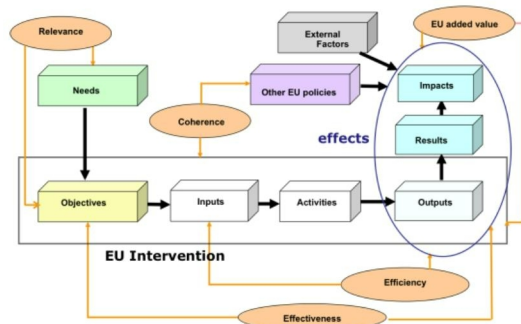 Relevance
External
Factors
EU added value
Needs
Other EU policies
Impacts
Coherence
effects
Results
Objectives
Inputs
Activities
Outputs
EU Intervention
Efficiency
Effectiveness